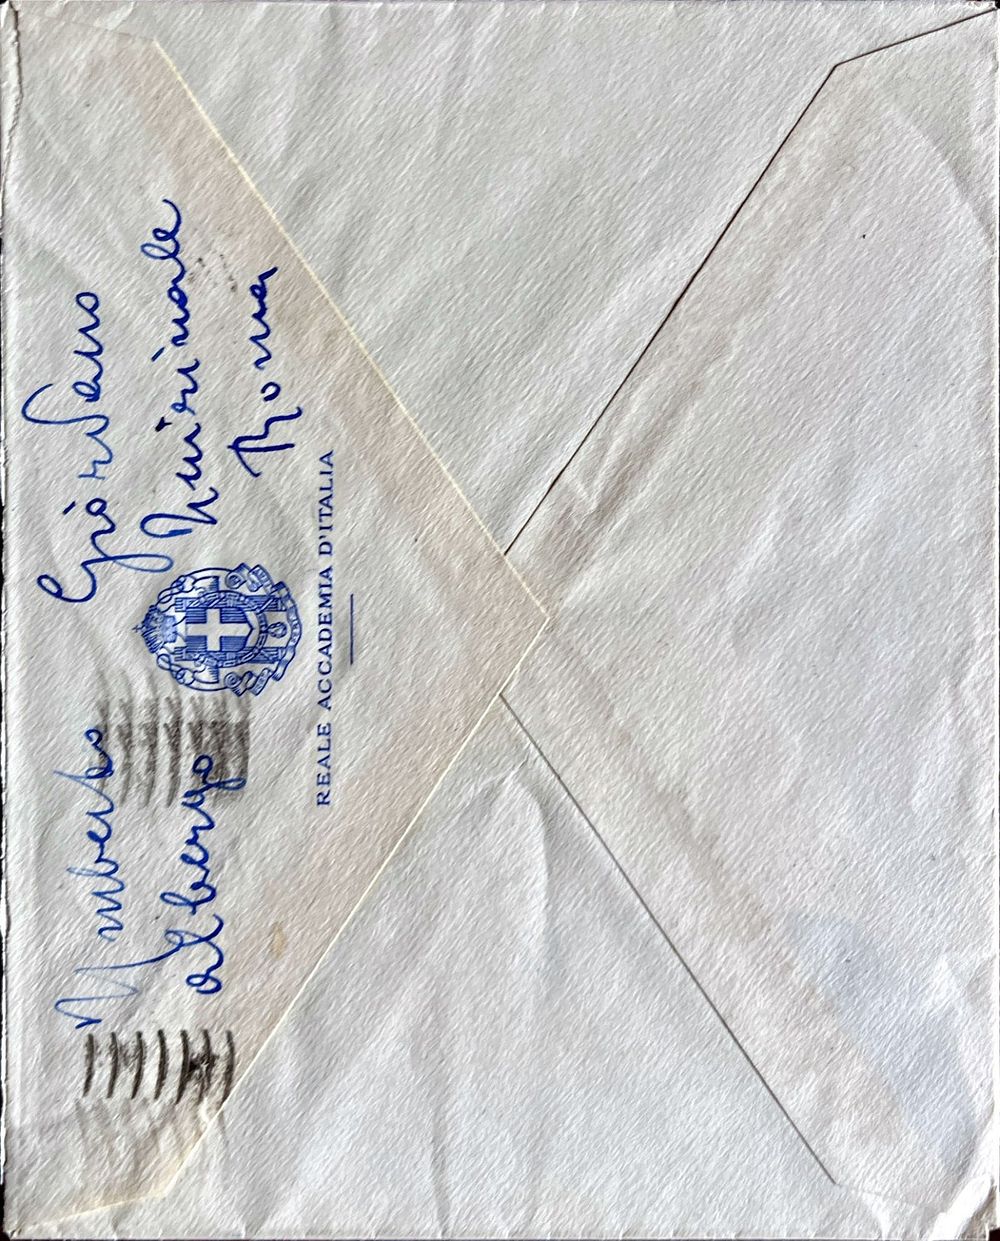 Umberto Giordano
albergo Quirinale
Roma
REALE ACCADEMIA D'ITALIA